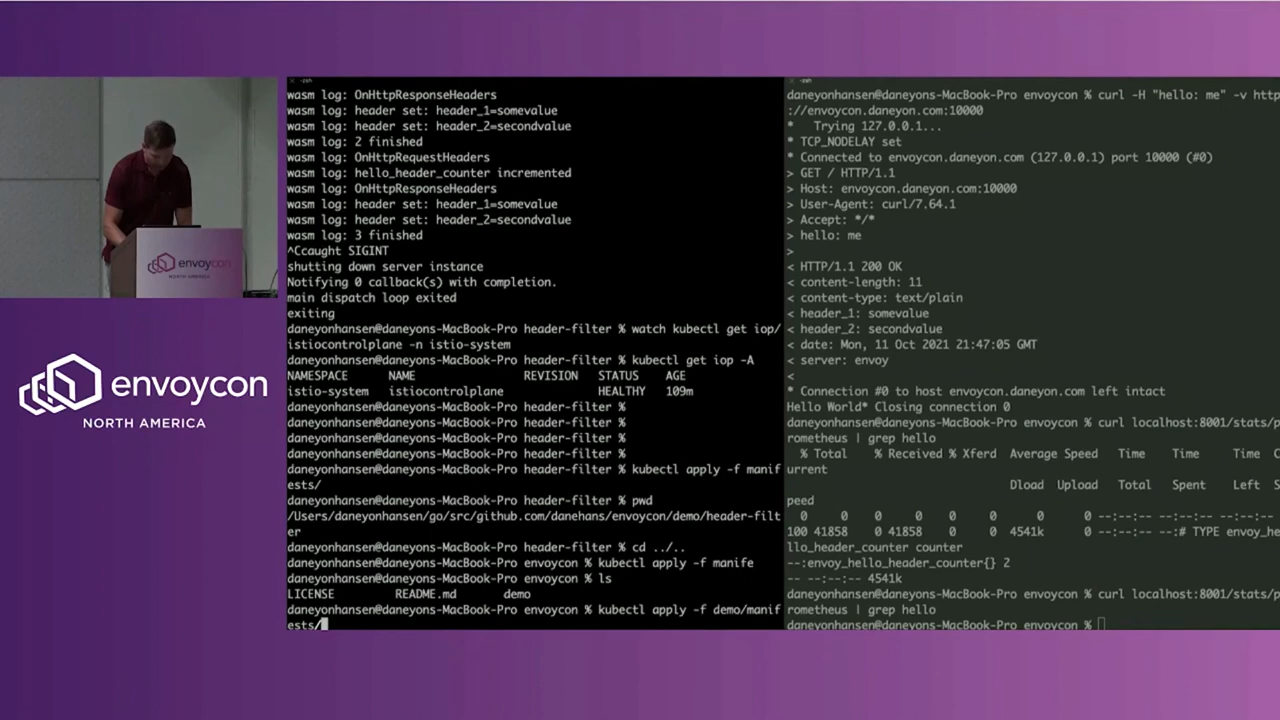 -zsh
wasm log: OnHttpResponseHeaders
wasm log: header set: header_1=somevalue
wasm log: header set: header_2=secondvalue
wasm log: 2 finished
wasm log: OnHttpRequestHeaders
wasm log: hello_header_counter incremented
wasm log: OnHttpResponseHeaders
wasm log: header set: header_1=somevalue
wasm log: header set: header_2=secondvalue
wasm log: 3 finished
^Ccaught SIGINT
shutting down server instance
Notifying 0 callback(s) with completion.
main dispatch loop exited
exiting
daneyonhansen@daneyons-MacBook-Pro header-filter % watch kubectl get iop/
istiocontrolplane -n istio-system
daneyonhansen@daneyons-MacBook-Pro header-filter % kubectl get iop -A
NAMESPACE NAME REVISION STATUS AGE
istio-system istiocontrolplane HEALTHY 109m
daneyonhansen@daneyons-MacBook-Pro header-filter %
daneyonhansen@daneyons-MacBook-Pro header-filter %
daneyonhansen@daneyons-MacBook-Pro header-filter %
daneyonhansen@daneyons-MacBook-Pro header-filter %
daneyonhansen@daneyons-MacBook-Pro header-filter % kubectl apply -f manif
ests/
daneyonhansen@daneyons-MacBook-Pro header-filter % pwd
/Users/daneyonhansen/go/src/github.com/danehans/envoycon/demo/header-filt
er
daneyonhansen@daneyons-MacBook-Pro header-filter % cd ../..
daneyonhansen@daneyons-MacBook-Pro envoycon % kubectl apply -f manife
daneyonhansen@daneyons-MacBook-Pro envoycon % ls
LICENSE README.md demo
daneyonhansen@daneyons-MacBook-Pro envoycon % kubectl apply -f demo/manif
ests/
-zsh
daneyonhansen@daneyons-MacBook-Pro envoycon % curl -H "hello: me" -v http
://envoycon.daneyon.com:10000
* Trying 127.0.0.1...
* TCP_NODELAY set
* Connected to envoycon.daneyon.com (127.0.0.1) port 10000 (#0)
> GET / HTTP/1.1
> Host: envoycon.daneyon.com:10000
> User-Agent: curl/7.64.1
> Accept: */*
> hello: me
>
< HTTP/1.1 200 OK
< content-length: 11
< content-type: text/plain
< header_1: somevalue
< header_2: secondvalue
< date: Mon, 11 Oct 2021 21:47:05 GMT
< server: envoy
<
* Connection #0 to host envoycon.daneyon.com left intact
Hello World* Closing connection 0
daneyonhansen@daneyons-MacBook-Pro envoycon % curl localhost:8001/stats/p
rometheus | grep hello
% Total % Received % Xferd Average Speed Time Time Time C
urrent
Dload Upload Total Spent Left S
peed
0 0 0 0 0 0 0 0 --:--:-- --:--:-- --:--:--
100 41858 0 41858 0 0 4541k 0 --:--:-- --:# TYPE envoy_he
llo_header_counter counter
--:envoy_hello_header_counter{} 2
-- --:--:-- 4541k
daneyonhansen@daneyons-MacBook-Pro envoycon % curl localhost:8001/stats/p
rometheus | grep hello
daneyonhansen@daneyons-MacBook-Pro envoycon %
envoycon
NORTH AMERICA
envoycon
NORTH AMERICA